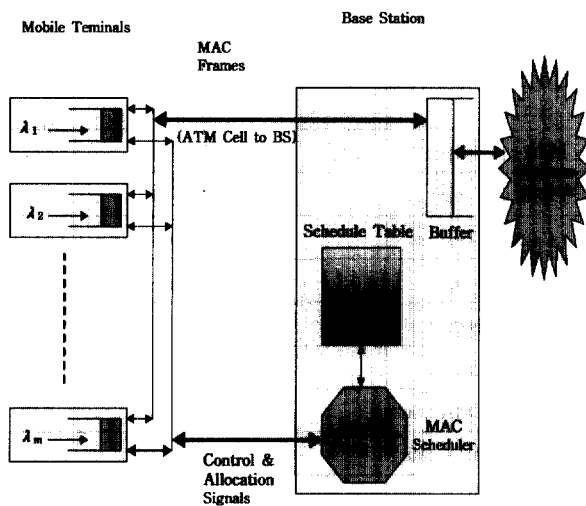 Mobile Teminals
Base Station
MAC
Frames
λ1
(ATM Cell to BS)
λ2
Schedule Table
Buffer
λm
MAC
Scheduler
Control &
Allocation
Signals